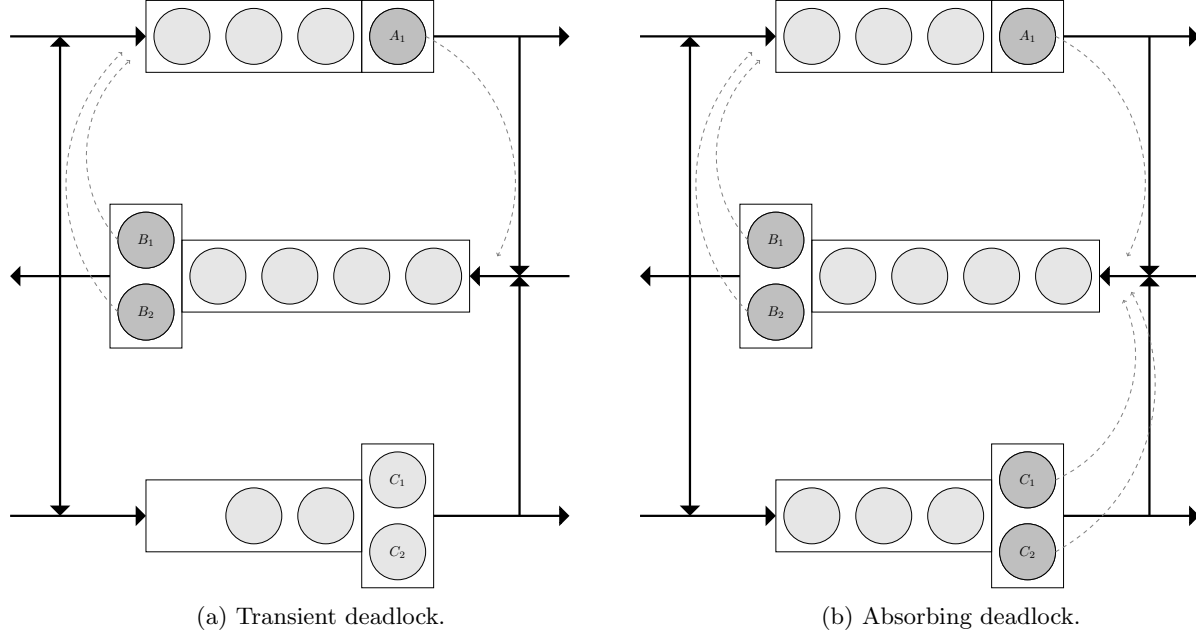 A₁ A₁
B₁ B₁
B₂ B₂
C₁ C₁
C₂ C₂
(a) Transient deadlock. (b) Absorbing deadlock.